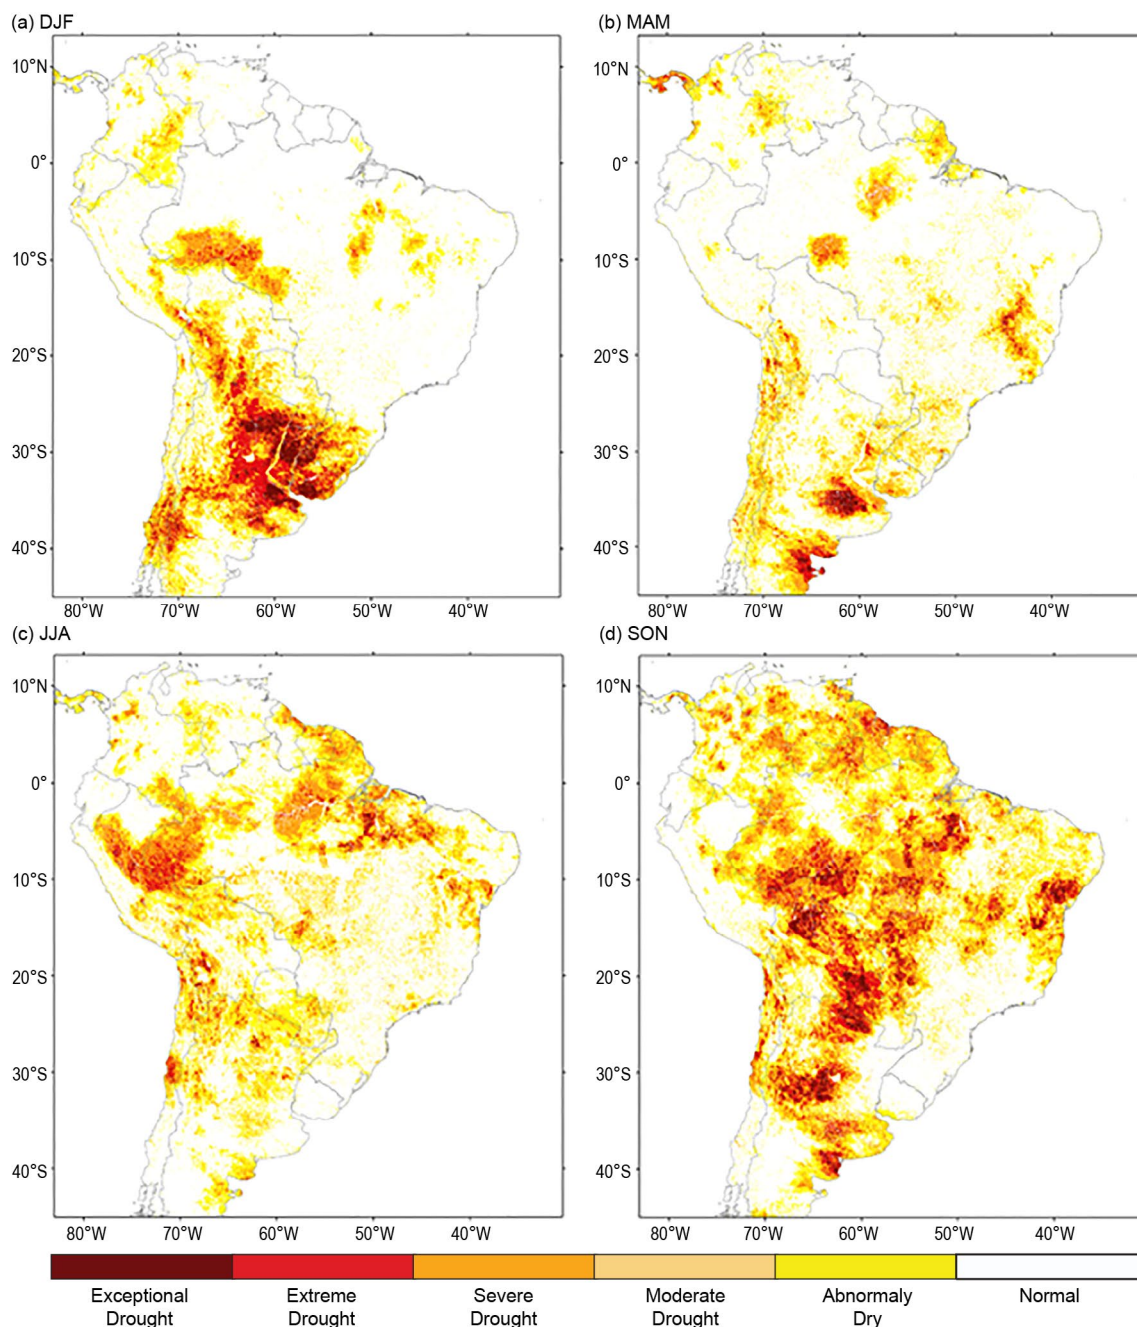 (a) DJF
(b) MAM
10°N
0°
10°S
20°S
30°S
40°S
80°W 70°W 60°W 50°W 40°W
10°N
0°
10°S
20°S
30°S
40°S
80°W 70°W 60°W 50°W 40°W
(c) JJA
(d) SON
10°N
0°
10°S
20°S
30°S
40°S
80°W 70°W 60°W 50°W 40°W
10°N
0°
10°S
20°S
30°S
40°S
80°W 70°W 60°W 50°W 40°W
Exceptional
Drought
Extreme
Drought
Severe
Drought
Moderate
Drought
Abnormaly
Dry
Normal